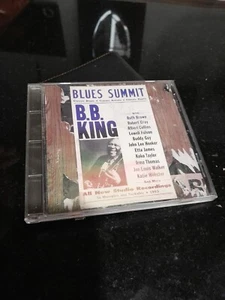 BLUES SUMMIT
B.B.
KING
Ruth Brown
Robert Cray
Albert Collins
Lowell Fulson
Buddy Guy
John Lee Hooker
Etta James
Koko Taylor
Irma Thomas
Joe Louis Walker
Katie Webster
All New Studio Recordings